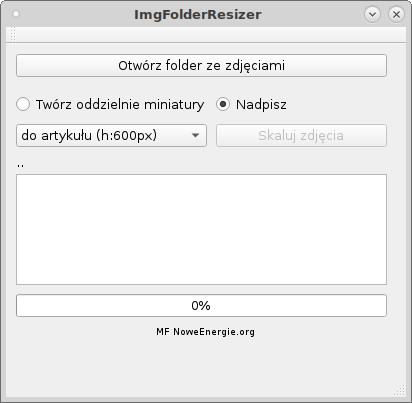 ImgFolderResizer
Otwórz folder ze zdjęciami
Twórz oddzielnie miniatury Nadpisz
do artykułu (h:600px) Skaluj zdjęcia
..
0%
MF NoweEnergie.org